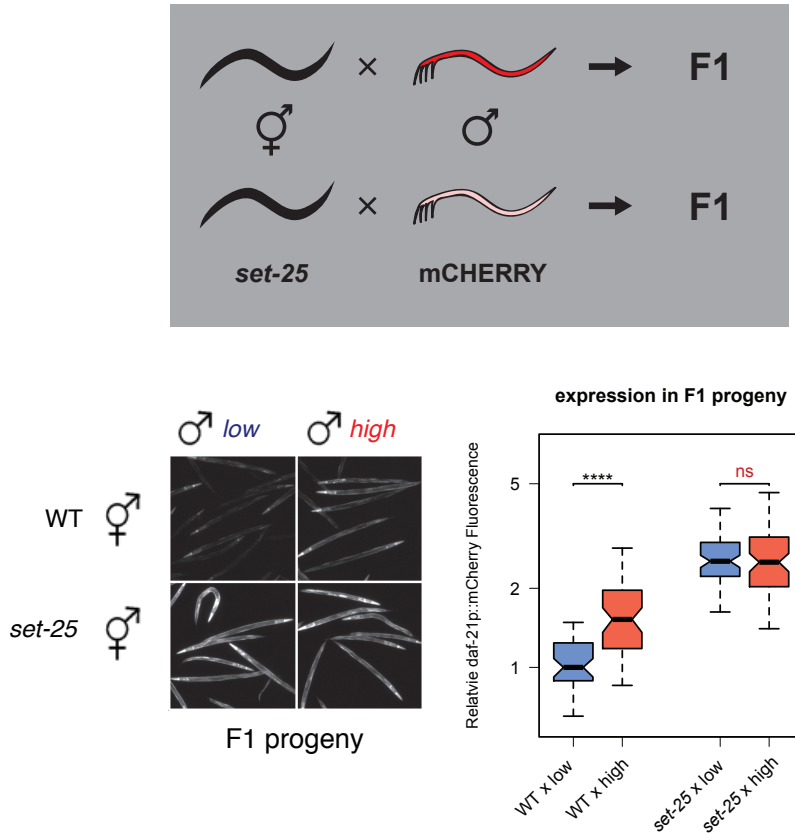 × F1
× F1
set-25 mCHERRY
expression in F1 progeny
♂ low ♂ high
WT
set-25
F1 progeny
Relatvie daf-21p::mCherry Fluorescence
5
2
1
****
ns
WT x low
WT x high
set-25 x low
set-25 x high